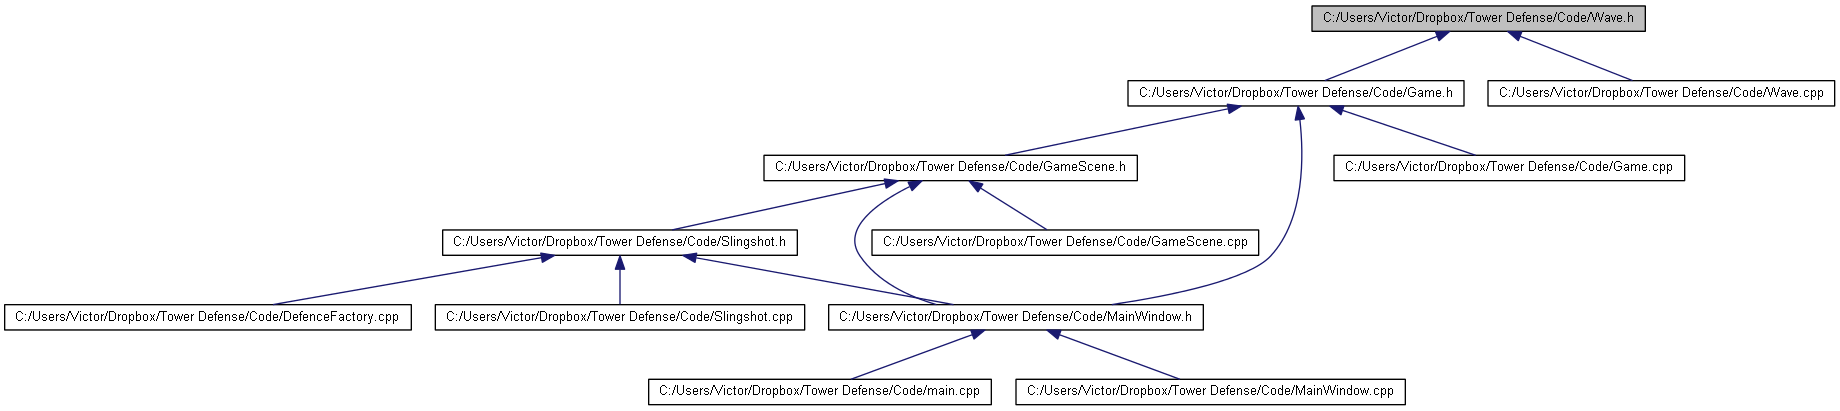 C:/Users/Victor/Dropbox/Tower Defense/Code/Wave.h
C:/Users/Victor/Dropbox/Tower Defense/Code/Game.h
C:/Users/Victor/Dropbox/Tower Defense/Code/Wave.cpp
C:/Users/Victor/Dropbox/Tower Defense/Code/GameScene.h
C:/Users/Victor/Dropbox/Tower Defense/Code/Game.cpp
C:/Users/Victor/Dropbox/Tower Defense/Code/Slingshot.h
C:/Users/Victor/Dropbox/Tower Defense/Code/GameScene.cpp
C:/Users/Victor/Dropbox/Tower Defense/Code/DefenceFactory.cpp
C:/Users/Victor/Dropbox/Tower Defense/Code/Slingshot.cpp
C:/Users/Victor/Dropbox/Tower Defense/Code/MainWindow.h
C:/Users/Victor/Dropbox/Tower Defense/Code/main.cpp
C:/Users/Victor/Dropbox/Tower Defense/Code/MainWindow.cpp